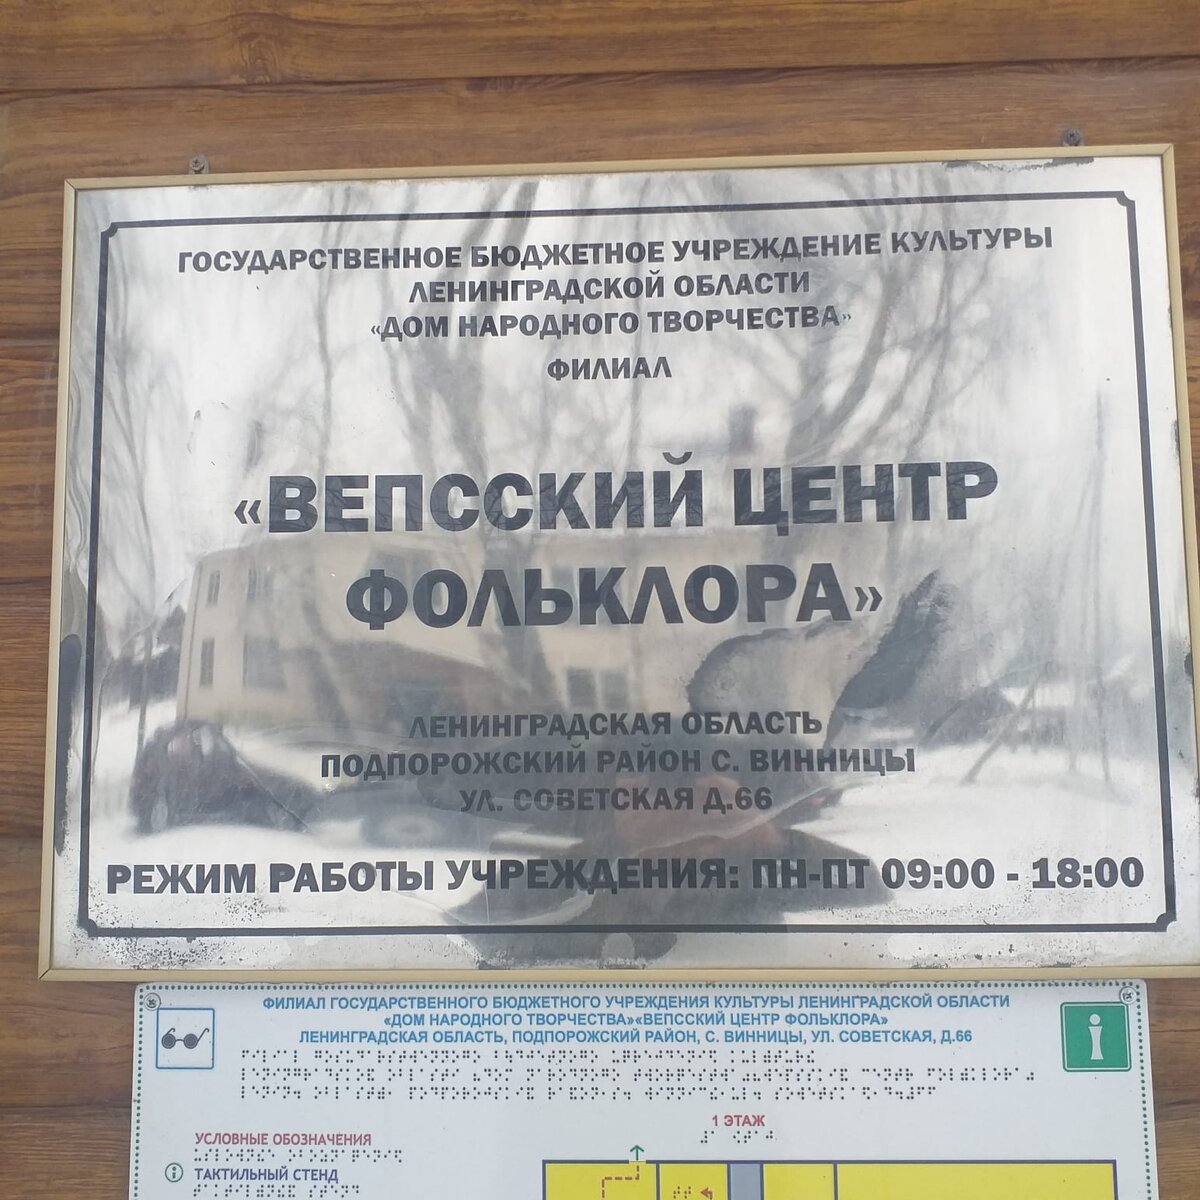 ГОСУДАРСТВЕННОЕ БЮДЖЕТНОЕ УЧРЕЖДЕНИЕ КУЛЬТУРЫ
ЛЕНИНГРАДСКОЙ ОБЛАСТИ
«ДОМ НАРОДНОГО ТВОРЧЕСТВА»
ФИЛИАЛ
«ВЕПССКИЙ ЦЕНТР
ФОЛЬКЛОРА»
ЛЕНИНГРАДСКАЯ ОБЛАСТЬ
ПОДПОРОЖСКИЙ РАЙОН С. ВИННИЦЫ
УЛ. СОВЕТСКАЯ Д.66
РЕЖИМ РАБОТЫ УЧРЕЖДЕНИЯ: ПН-ПТ 09:00 - 18:00
ФИЛИАЛ ГОСУДАРСТВЕННОГО БЮДЖЕТНОГО УЧРЕЖДЕНИЯ КУЛЬТУРЫ ЛЕНИНГРАДСКОЙ ОБЛАСТИ
«ДОМ НАРОДНОГО ТВОРЧЕСТВА»«ВЕПССКИЙ ЦЕНТР ФОЛЬКЛОРА»
ЛЕНИНГРАДСКАЯ ОБЛАСТЬ, ПОДПОРОЖСКИЙ РАЙОН, С. ВИННИЦЫ, УЛ. СОВЕТСКАЯ, Д.66
1 ЭТАЖ
УСЛОВНЫЕ ОБОЗНАЧЕНИЯ
ТАКТИЛЬНЫЙ СТЕНД